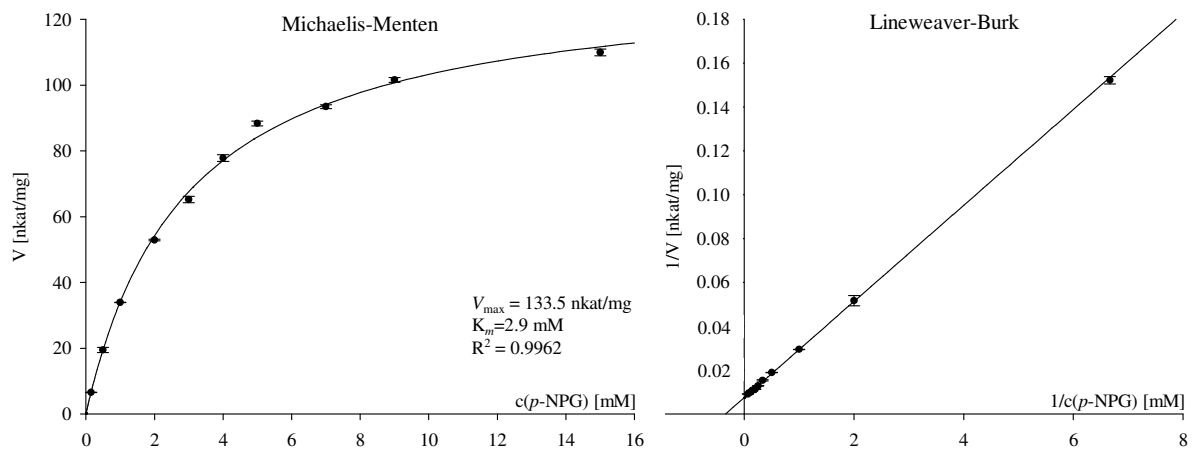 Michaelis-Menten
120
100
80
60
40
20
0
V [nkat/mg]
V_max = 133.5 nkat/mg
K_m=2.9 mM
R² = 0.9962
c(p-NPG) [mM]
0 2 4 6 8 10 12 14 16
Lineweaver-Burk
0.18
0.16
0.14
0.12
0.10
0.08
0.06
0.04
0.02
1/V [nkat/mg]
1/c(p-NPG) [mM]
0 2 4 6 8